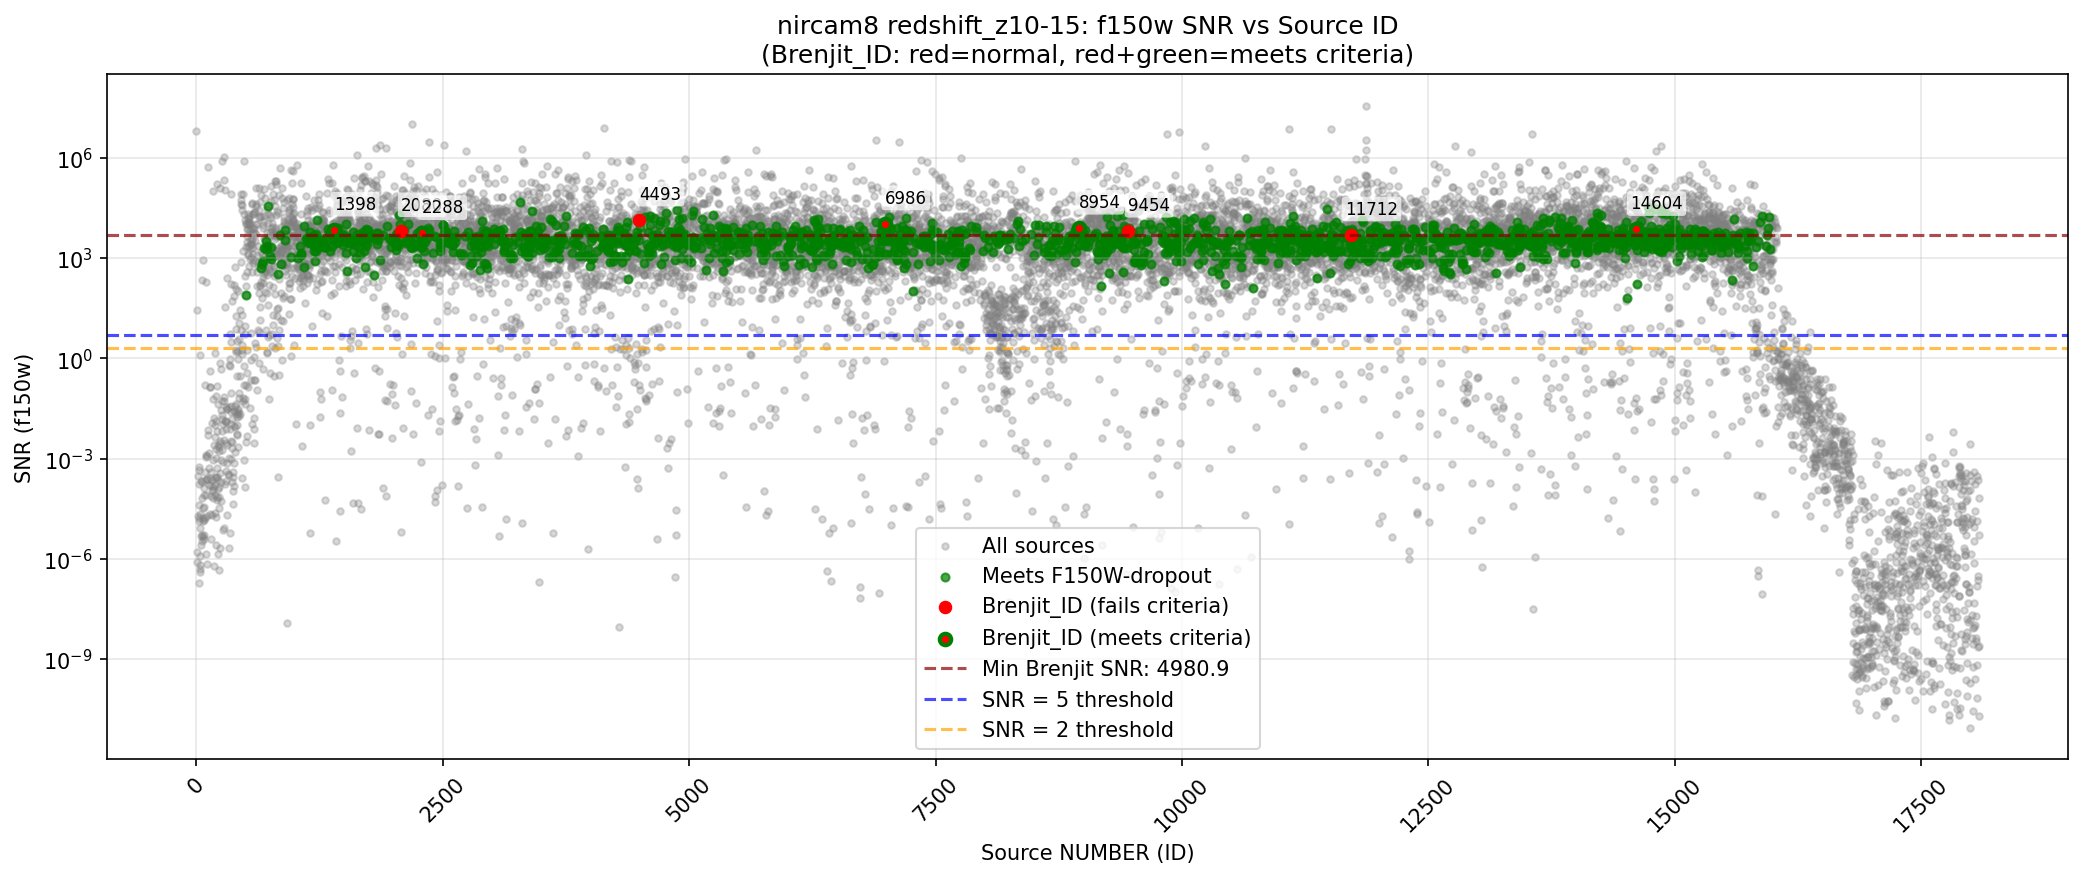 nircam8 redshift_z10-15: f150w SNR vs Source ID
(Brenjit_ID: red=normal, red+green=meets criteria)
SNR (f150w)
10^6
10^3
10^0
10^-3
10^-6
10^-9
1398
2288
4493
6986
8954
9454
11712
14604
All sources
Meets F150W-dropout
Brenjit_ID (fails criteria)
Brenjit_ID (meets criteria)
Min Brenjit SNR: 4980.9
SNR = 5 threshold
SNR = 2 threshold
0
2500
5000
7500
10000
12500
15000
17500
Source NUMBER (ID)